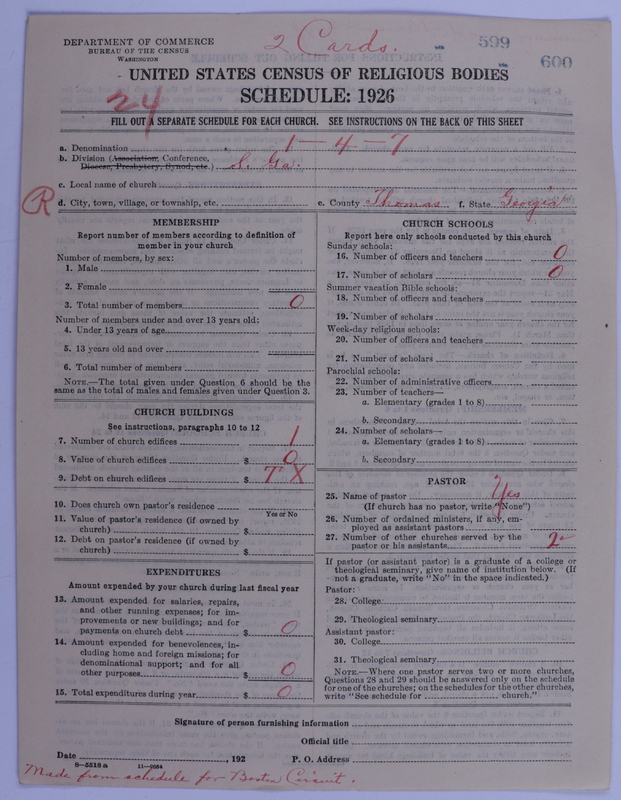 DEPARTMENT OF COMMERCE
BUREAU OF THE CENSUS
WASHINGTON
2 Cards.
599
600
UNITED STATES CENSUS OF RELIGIOUS BODIES
SCHEDULE: 1926
24
FILL OUT A SEPARATE SCHEDULE FOR EACH CHURCH. SEE INSTRUCTIONS ON THE BACK OF THIS SHEET
a. Denomination 1-4-7
b. Division (Association, Conference, Diocese, Presbytery, Synod, etc.) S. Ga.
c. Local name of church
R
d. City, town, village, or township, etc. e. County Thomas f. State Georgia
MEMBERSHIP
Report number of members according to definition of
member in your church
Number of members, by sex:
1. Male
2. Female
3. Total number of members 0
Number of members under and over 13 years old:
4. Under 13 years of age
5. 13 years old and over
6. Total number of members
NOTE.—The total given under Question 6 should be the
same as the total of males and females given under Question 3.
CHURCH BUILDINGS
See instructions, paragraphs 10 to 12
7. Number of church edifices 1
8. Value of church edifices $ 0
9. Debt on church edifices $ T X
10. Does church own pastor's residence
Yes or No
11. Value of pastor's residence (if owned by
church) $
12. Debt on pastor's residence (if owned by
church) $
EXPENDITURES
Amount expended by your church during last fiscal year
13. Amount expended for salaries, repairs,
and other running expenses; for im-
provements or new buildings; and for
payments on church debt $ 0
14. Amount expended for benevolences, in-
cluding home and foreign missions; for
denominational support; and for all
other purposes $ 0
15. Total expenditures during year $ 0
CHURCH SCHOOLS
Report here only schools conducted by this church
Sunday schools:
16. Number of officers and teachers 0
17. Number of scholars 0
Summer vacation Bible schools:
18. Number of officers and teachers
19. Number of scholars
Week-day religious schools:
20. Number of officers and teachers
21. Number of scholars
Parochial schools:
22. Number of administrative officers
23. Number of teachers—
a. Elementary (grades 1 to 8)
b. Secondary
24. Number of scholars—
a. Elementary (grades 1 to 8)
b. Secondary
PASTOR
25. Name of pastor Yes
(If church has no pastor, write "None")
26. Number of ordained ministers, if any, em-
ployed as assistant pastors
27. Number of other churches served by the
pastor or his assistants 2
If pastor (or assistant pastor) is a graduate of a college or
theological seminary, give name of institution below. (If
not a graduate, write "No" in the space indicated.)
Pastor:
28. College
29. Theological seminary
Assistant pastor:
30. College
31. Theological seminary
NOTE.—Where one pastor serves two or more churches,
Questions 28 and 29 should be answered only on the schedule
for one of the churches; on the schedules for the other churches,
write "See schedule for church."
Signature of person furnishing information
Official title
Date , 192 P. O. Address
8—5518a 11—9684
Made from schedule for Boston Circuit.